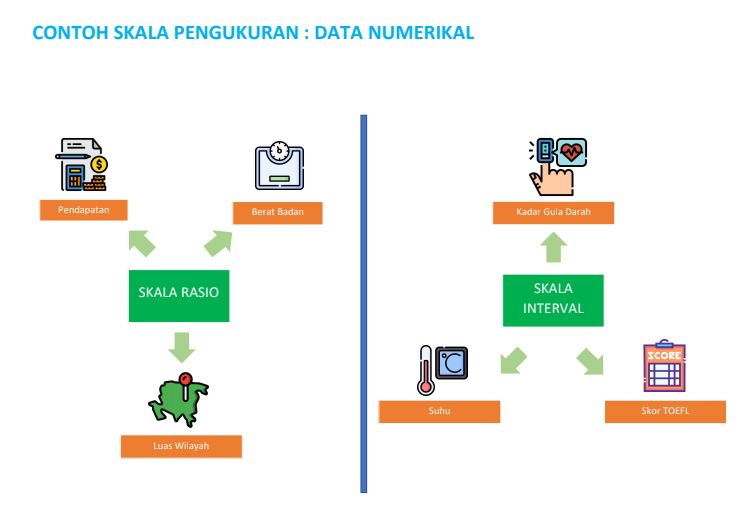 CONTOH SKALA PENGUKURAN : DATA NUMERIKAL
$
Pendapatan
Berat Badan
SKALA RASIO
Luas Wilayah
Kadar Gula Darah
SKALA
INTERVAL
°C
Suhu
SCORE
Skor TOEFL